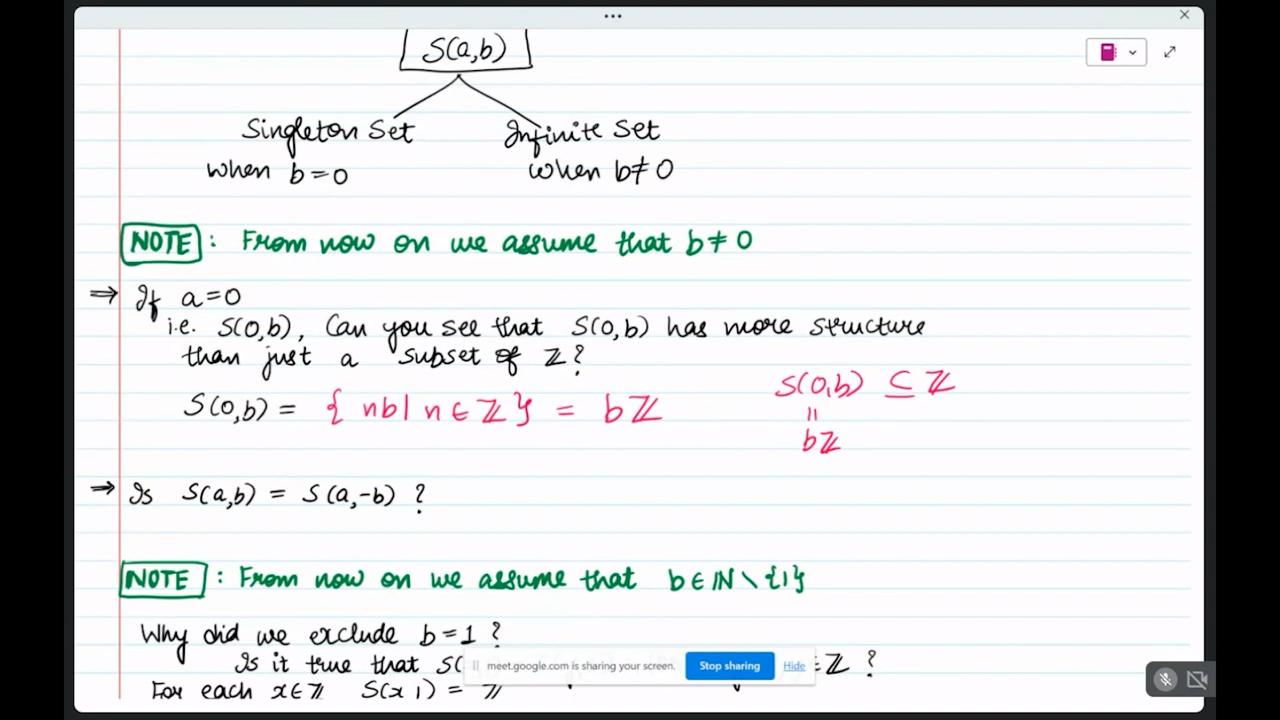 S(a,b)
Singleton Set Infinite Set
when b=0 when b≠0
NOTE : From now on we assume that b≠0
⇒ If a=0
i.e. S(0,b), Can you see that S(0,b) has more structure
than just a subset of ℤ?
S(0,b) ⊆ ℤ
S(0,b) = { nb | n ∈ ℤ } = bℤ
=
bℤ
⇒ Is S(a,b) = S(a,-b) ?
NOTE : From now on we assume that b ∈ ℕ \ {1}
Why did we exclude b=1 ?
Is it true that S( ∈ ℤ ?
meet.google.com is sharing your screen. Stop sharing Hide
For each x∈ℤ S(x,1) = ℤ